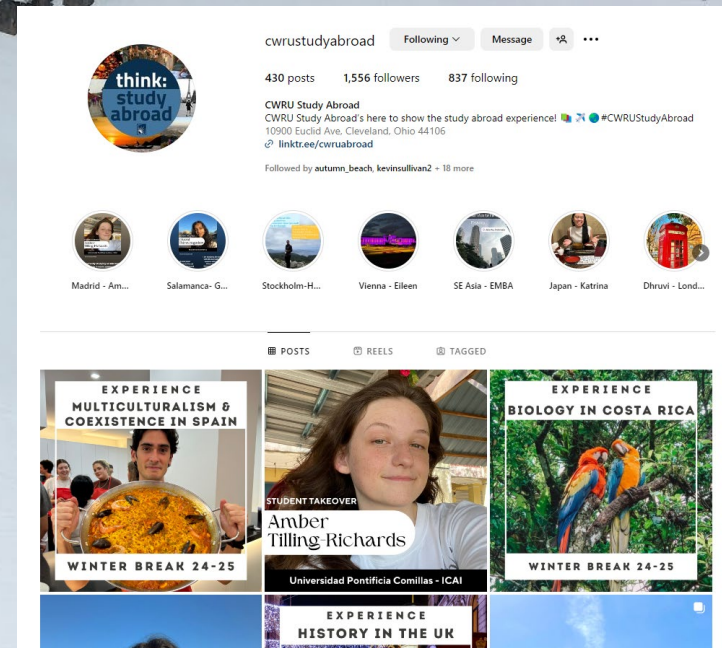 cwrustudyabroad Following Message
430 posts 1,556 followers 837 following
think:
study
abroad
CWRU Study Abroad
CWRU Study Abroad's here to show the study abroad experience! 📚 ✈️ 🌎 #CWRUStudyAbroad
10900 Euclid Ave, Cleveland, Ohio 44106
linktr.ee/cwruabroad
Followed by autumn_beach, kevinsullivan2 + 18 more
Madrid - Am... Salamanca- G... Stockholm-H... Vienna - Eileen SE Asia - EMBA Japan - Katrina Dhruvi - Lond...
POSTS REELS TAGGED
EXPERIENCE
MULTICULTURALISM &
COEXISTENCE IN SPAIN
WINTER BREAK 24-25
STUDENT TAKEOVER
Amber
Tilling-Richards
Universidad Pontificia Comillas - ICAI
EXPERIENCE
BIOLOGY IN COSTA RICA
WINTER BREAK 24-25
EXPERIENCE
HISTORY IN THE UK